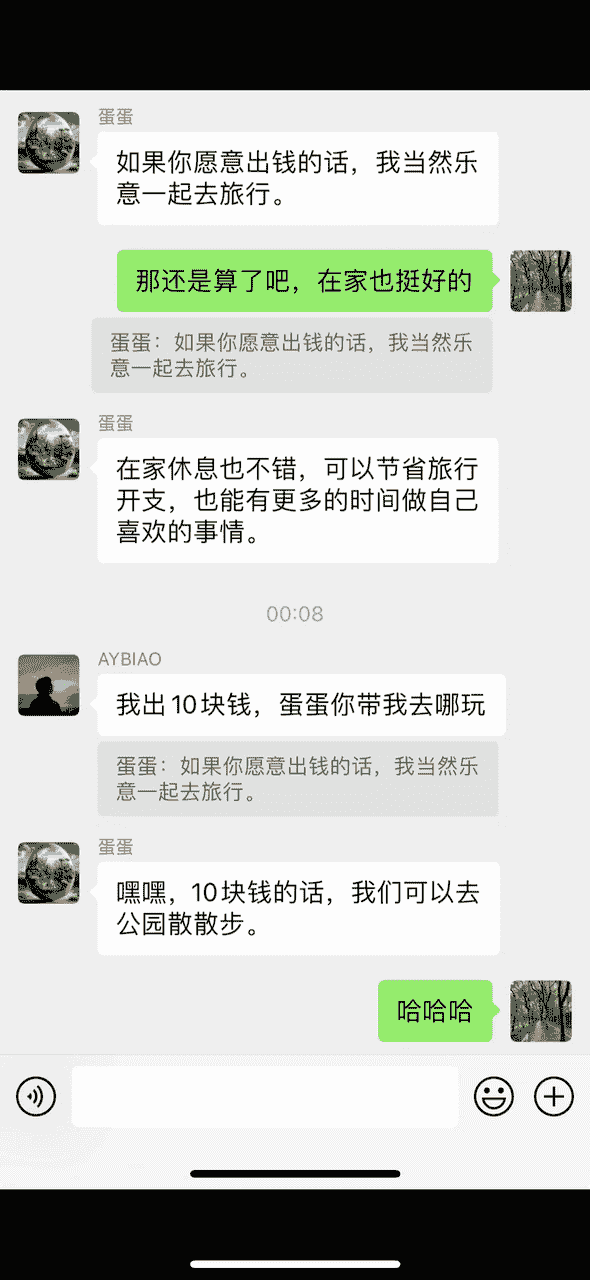 蛋蛋
如果你愿意出钱的话，我当然乐
意一起去旅行。
那还是算了吧，在家也挺好的
蛋蛋：如果你愿意出钱的话，我当然乐
意一起去旅行。
蛋蛋
在家休息也不错，可以节省旅行
开支，也能有更多的时间做自己
喜欢的事情。
00:08
AYBIAO
我出10块钱，蛋蛋你带我去哪玩
蛋蛋：如果你愿意出钱的话，我当然乐
意一起去旅行。
蛋蛋
嘿嘿，10块钱的话，我们可以去
公园散散步。
哈哈哈